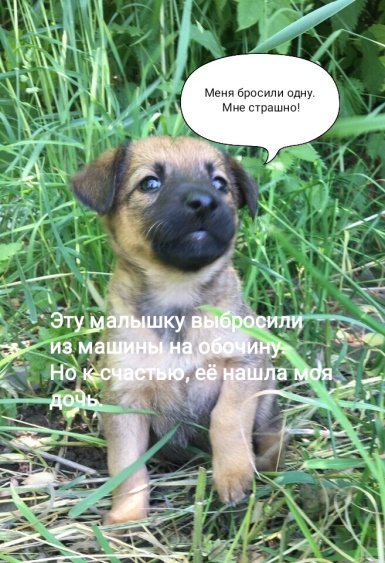 Меня бросили одну.
Мне страшно!
Эту малышку выбросили
из машины на обочину.
Но к счастью, её нашла моя
дочь.